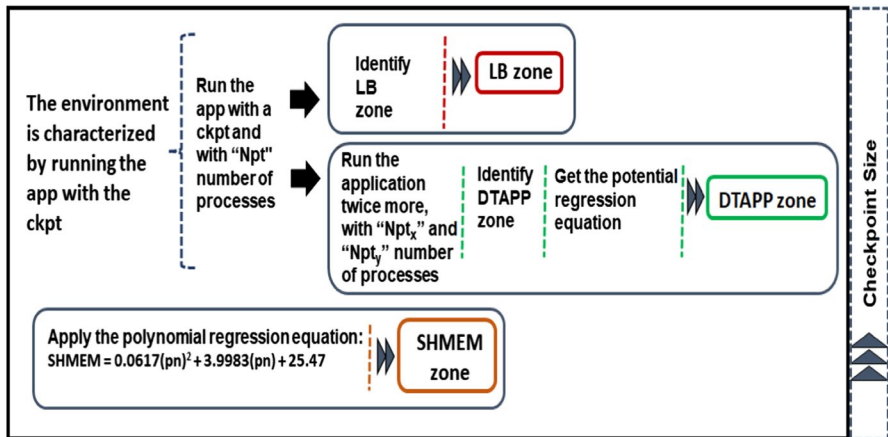 The environment
is characterized
by running the
app with the
ckpt
Run the
app with a
ckpt and
with “Npt"
number of
processes
Identify
LB
zone
LB zone
Run the
application
twice more,
with “Nptx” and
“Npty” number
of processes
Identify
DTAPP
zone
Get the potential
regression
equation
DTAPP zone
Apply the polynomial regression equation:
SHMEM = 0.0617(pn)² + 3.9983(pn) + 25.47
SHMEM
zone
Checkpoint Size